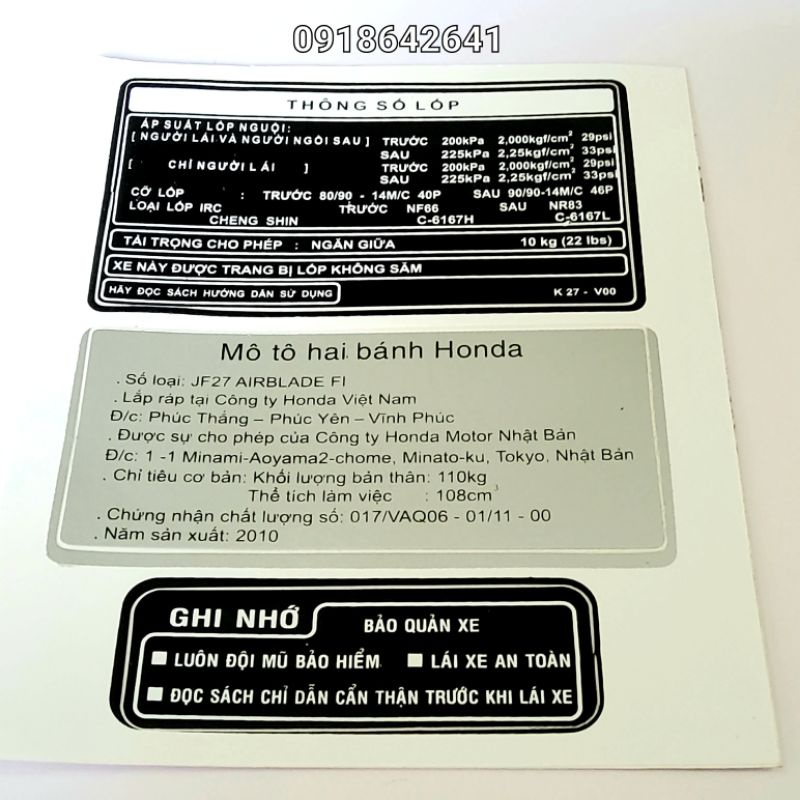 0918642641
THÔNG SỐ LỐP
ÁP SUẤT LỐP NGUỘI:
[ NGƯỜI LÁI VÀ NGƯỜI NGỒI SAU ] TRƯỚC 200kPa 2,000kgf/cm² 29psi
SAU 225kPa 2,25kgf/cm² 33psi
[ CHỈ NGƯỜI LÁI ] TRƯỚC 200kPa 2,000kgf/cm² 29psi
SAU 225kPa 2,25kgf/cm² 33psi
CỠ LỐP : TRƯỚC 80/90 - 14M/C 40P SAU 90/90-14M/C 46P
LOẠI LỐP IRC TRƯỚC NF66 SAU NR83
CHENG SHIN C-6167H C-6167L
TẢI TRỌNG CHO PHÉP : NGĂN GIỮA 10 kg (22 lbs)
XE NÀY ĐƯỢC TRANG BỊ LỐP KHÔNG SĂM
HÃY ĐỌC SÁCH HƯỚNG DẪN SỬ DỤNG K 27 - V00
Mô tô hai bánh Honda
. Số loại: JF27 AIRBLADE FI
. Lắp ráp tại Công ty Honda Việt Nam
Đ/c: Phúc Thắng – Phúc Yên – Vĩnh Phúc
. Được sự cho phép của Công ty Honda Motor Nhật Bản
Đ/c: 1 -1 Minami-Aoyama2-chome, Minato-ku, Tokyo, Nhật Bản
. Chỉ tiêu cơ bản: Khối lượng bản thân: 110kg
Thể tích làm việc : 108cm³
. Chứng nhận chất lượng số: 017/VAQ06 - 01/11 - 00
. Năm sản xuất: 2010
GHI NHỚ BẢO QUẢN XE
■ LUÔN ĐỘI MŨ BẢO HIỂM ■ LÁI XE AN TOÀN
■ ĐỌC SÁCH CHỈ DẪN CẨN THẬN TRƯỚC KHI LÁI XE